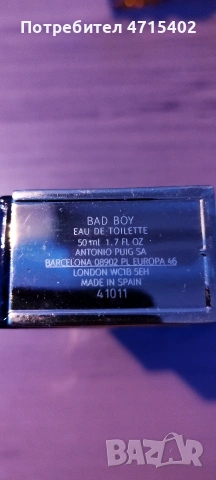 Потребител 4715402
BAD BOY
EAU DE TOILETTE
50 ml 1.7 FL OZ
ANTONIO PUIG SA
BARCELONA 08902 PL EUROPA 46
LONDON WC1B 5EH
MADE IN SPAIN
41011
BAZAR